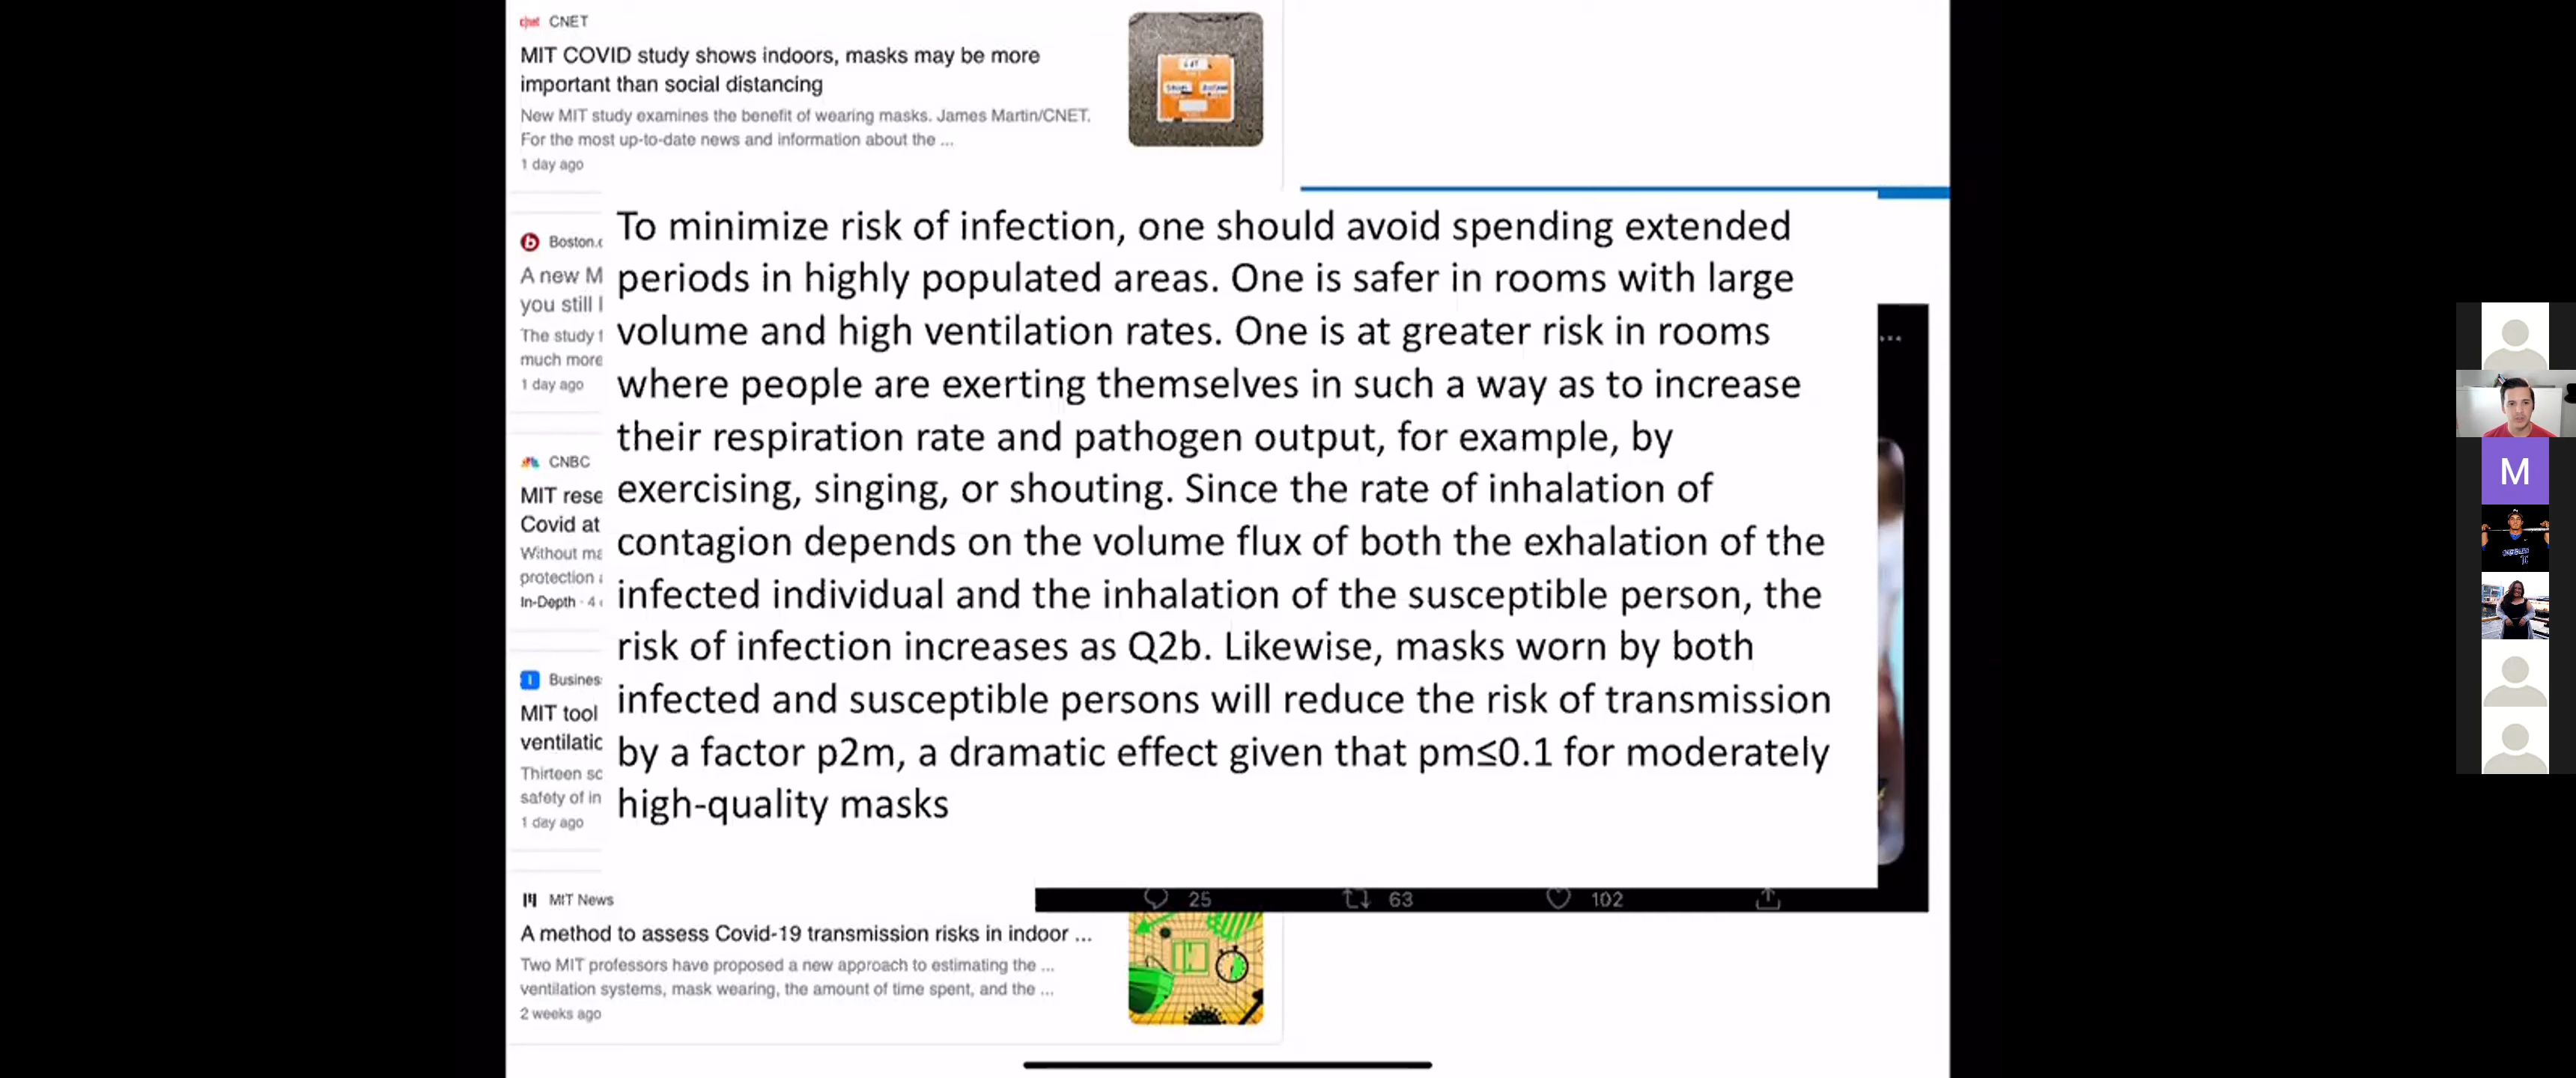 CNET
MIT COVID study shows indoors, masks may be more
important than social distancing
New MIT study examines the benefit of wearing masks. James Martin/CNET.
For the most up-to-date news and information about the ...
1 day ago
To minimize risk of infection, one should avoid spending extended
periods in highly populated areas. One is safer in rooms with large
volume and high ventilation rates. One is at greater risk in rooms
where people are exerting themselves in such a way as to increase
their respiration rate and pathogen output, for example, by
exercising, singing, or shouting. Since the rate of inhalation of
contagion depends on the volume flux of both the exhalation of the
infected individual and the inhalation of the susceptible person, the
risk of infection increases as Q2b. Likewise, masks worn by both
infected and susceptible persons will reduce the risk of transmission
by a factor p2m, a dramatic effect given that pm≤0.1 for moderately
high-quality masks
A new M
you still
The study
much more
1 day ago
CNBC
MIT rese
Covid at
Without ma
protection
In-Depth · 4
Busines
MIT tool
ventilatic
Thirteen sc
safety of in
1 day ago
25 63 102
MIT News
A method to assess Covid-19 transmission risks in indoor ...
Two MIT professors have proposed a new approach to estimating the ...
ventilation systems, mask wearing, the amount of time spent, and the ...
2 weeks ago
M